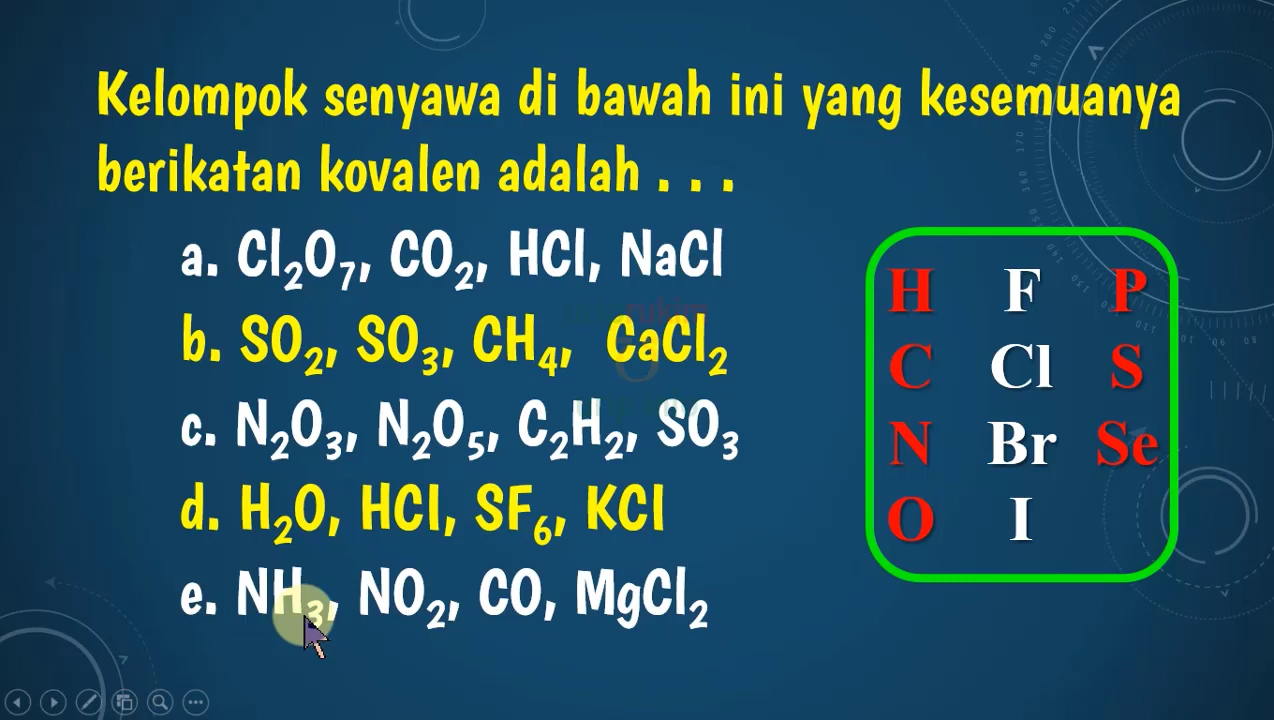 Kelompok senyawa di bawah ini yang kesemuanya
berikatan kovalen adalah . . .
a. Cl₂O₇, CO₂, HCl, NaCl
b. SO₂, SO₃, CH₄, CaCl₂
c. N₂O₃, N₂O₅, C₂H₂, SO₃
d. H₂O, HCl, SF₆, KCl
e. NH₃, NO₂, CO, MgCl₂
H F P
C Cl S
N Br Se
O I